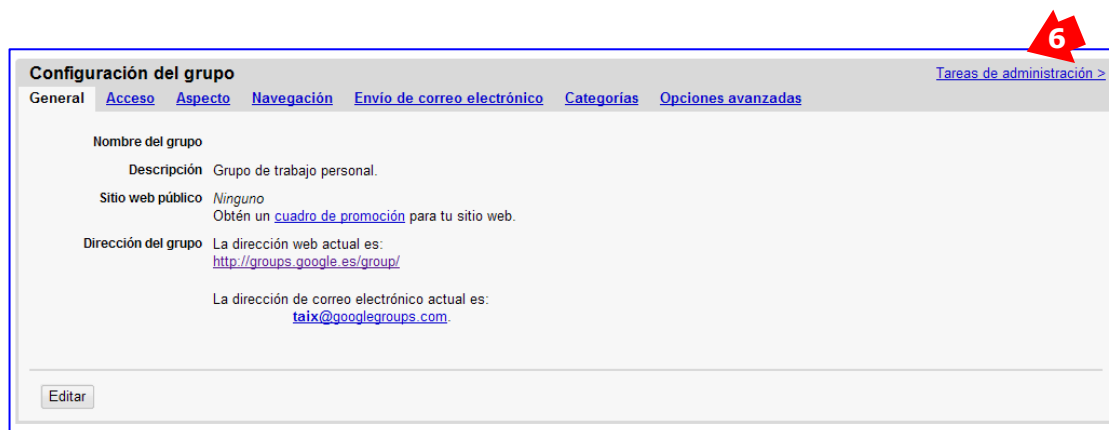 6
Configuración del grupo
Tareas de administración >
General Acceso Aspecto Navegación Envío de correo electrónico Categorías Opciones avanzadas
Nombre del grupo
Descripción Grupo de trabajo personal.
Sitio web público Ninguno
Obtén un cuadro de promoción para tu sitio web.
Dirección del grupo La dirección web actual es:
http://groups.google.es/group/
La dirección de correo electrónico actual es:
taix@googlegroups.com.
Editar